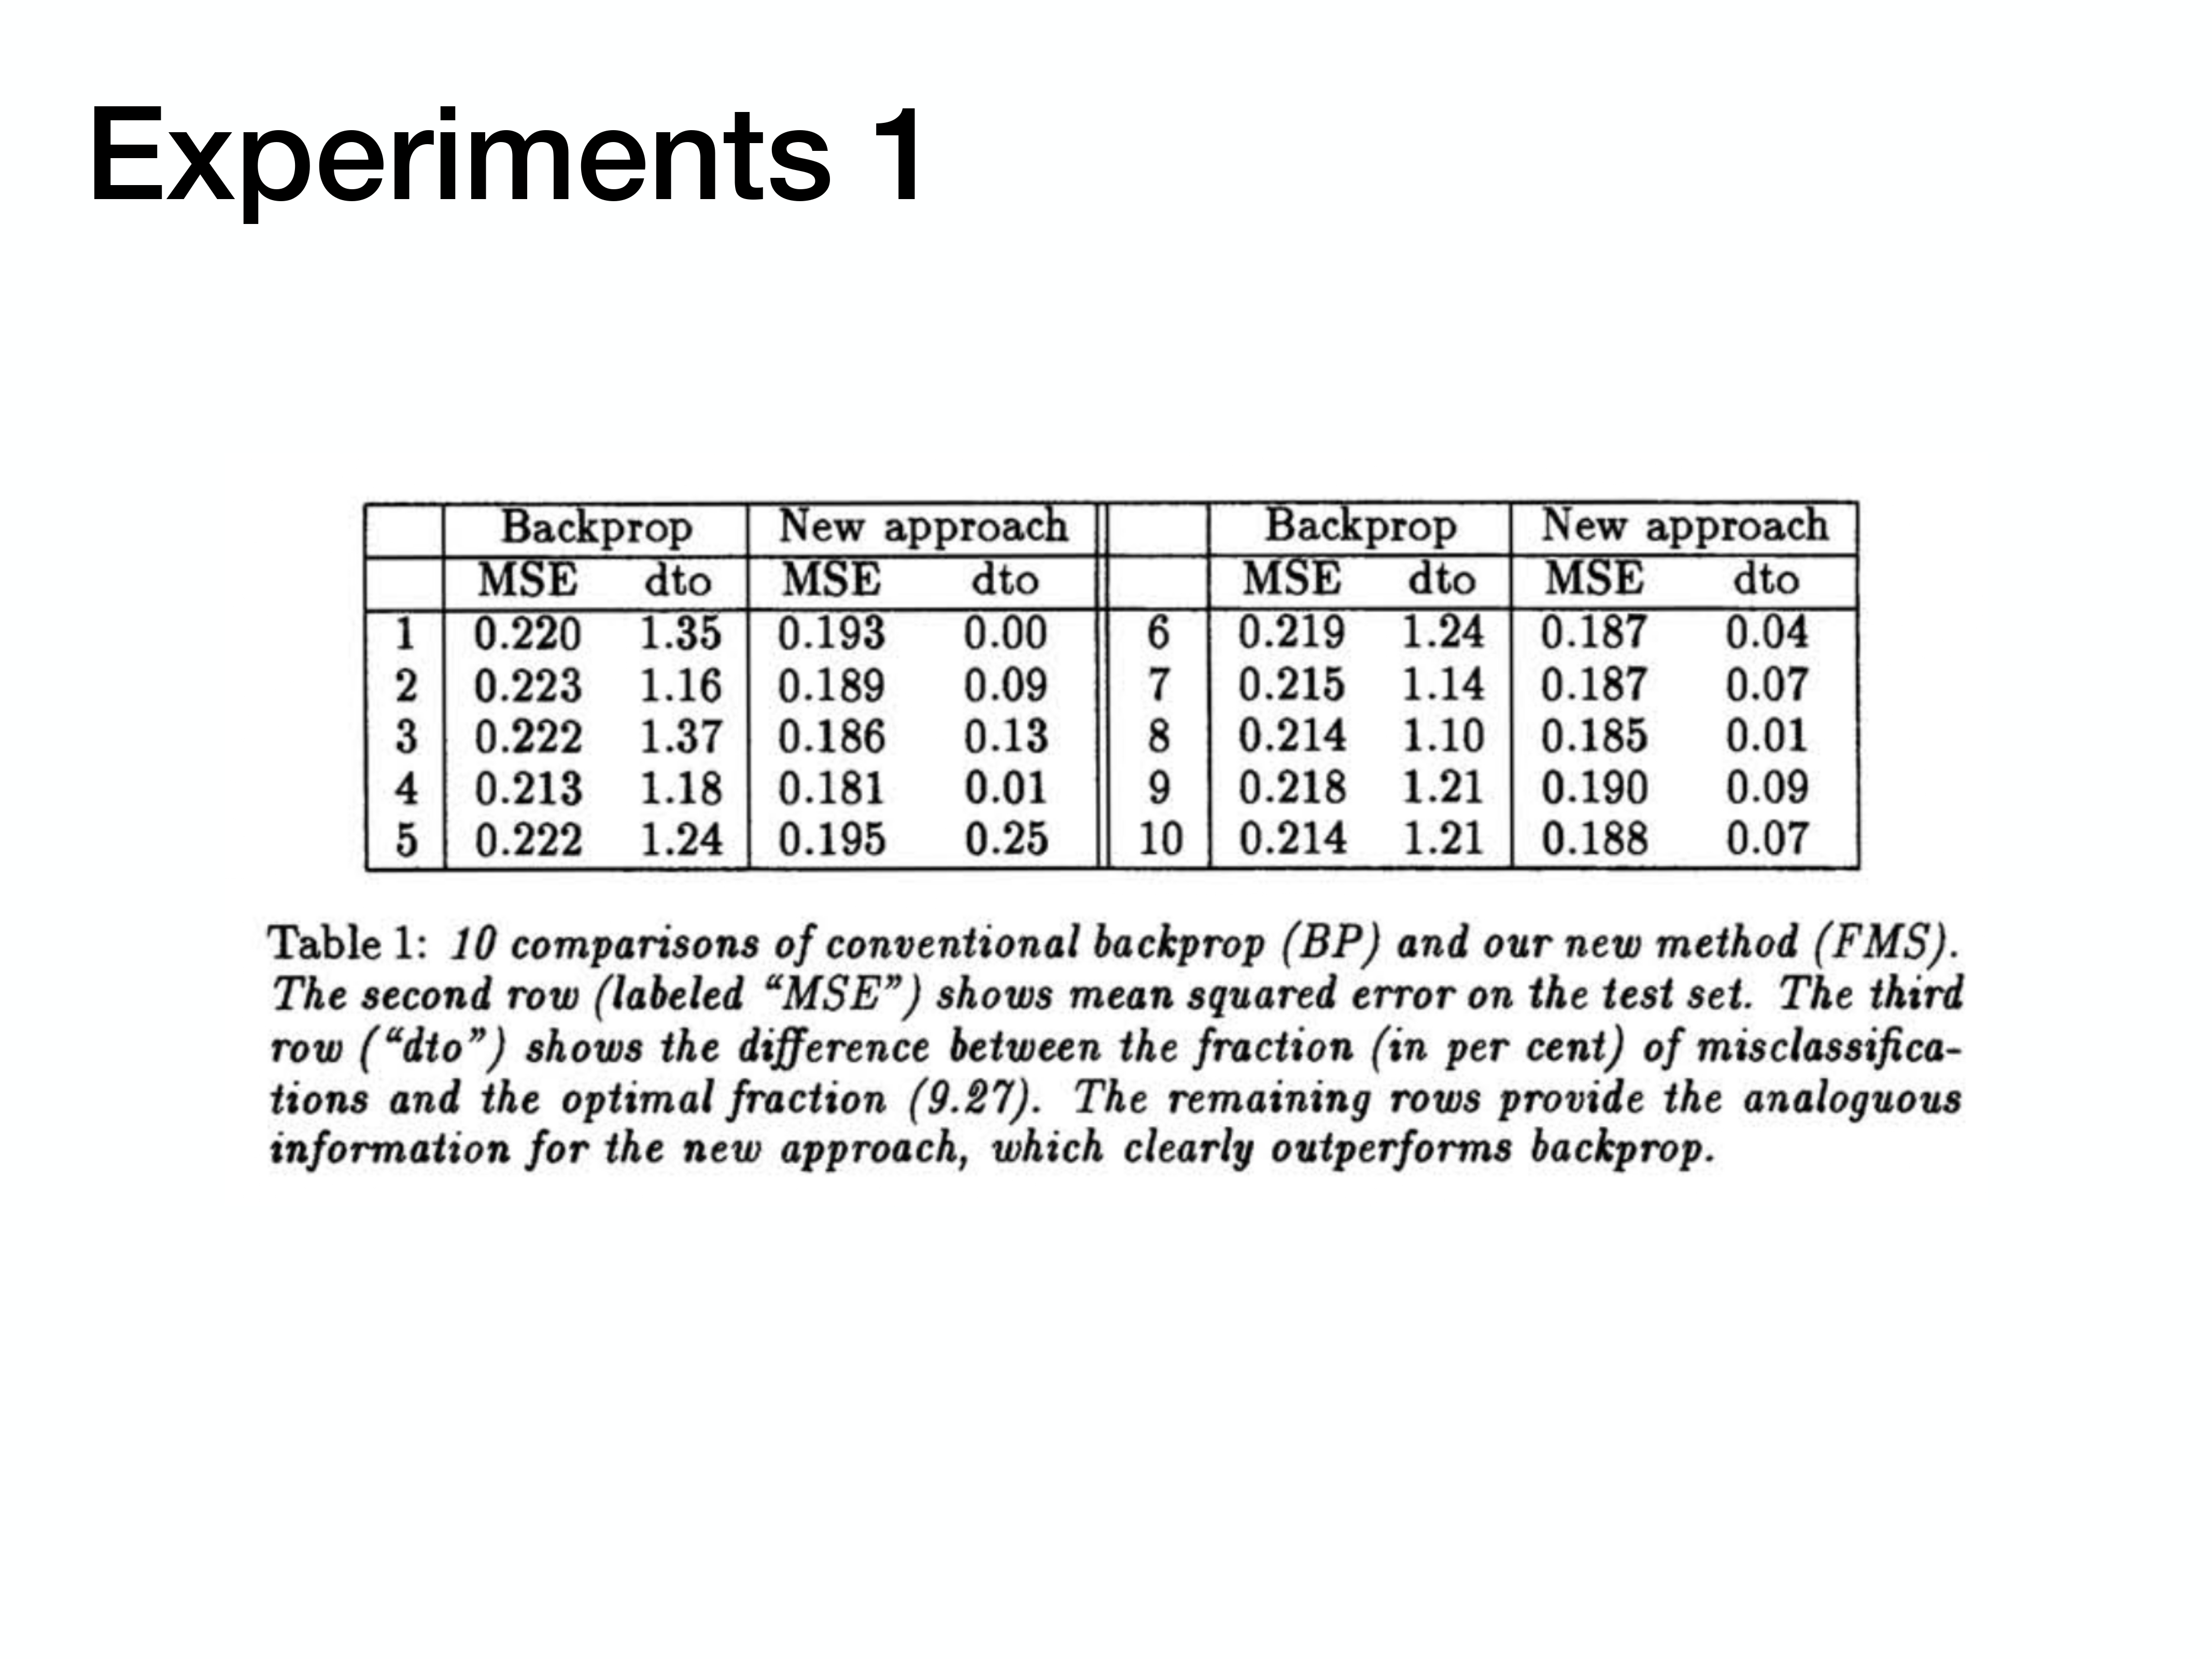 Experiments 1
Backprop New approach Backprop New approach
MSE dto MSE dto MSE dto MSE dto
1 0.220 1.35 0.193 0.00 6 0.219 1.24 0.187 0.04
2 0.223 1.16 0.189 0.09 7 0.215 1.14 0.187 0.07
3 0.222 1.37 0.186 0.13 8 0.214 1.10 0.185 0.01
4 0.213 1.18 0.181 0.01 9 0.218 1.21 0.190 0.09
5 0.222 1.24 0.195 0.25 10 0.214 1.21 0.188 0.07
Table 1: 10 comparisons of conventional backprop (BP) and our new method (FMS).
The second row (labeled “MSE”) shows mean squared error on the test set. The third
row (“dto”) shows the difference between the fraction (in per cent) of misclassifica-
tions and the optimal fraction (9.27). The remaining rows provide the analoguous
information for the new approach, which clearly outperforms backprop.